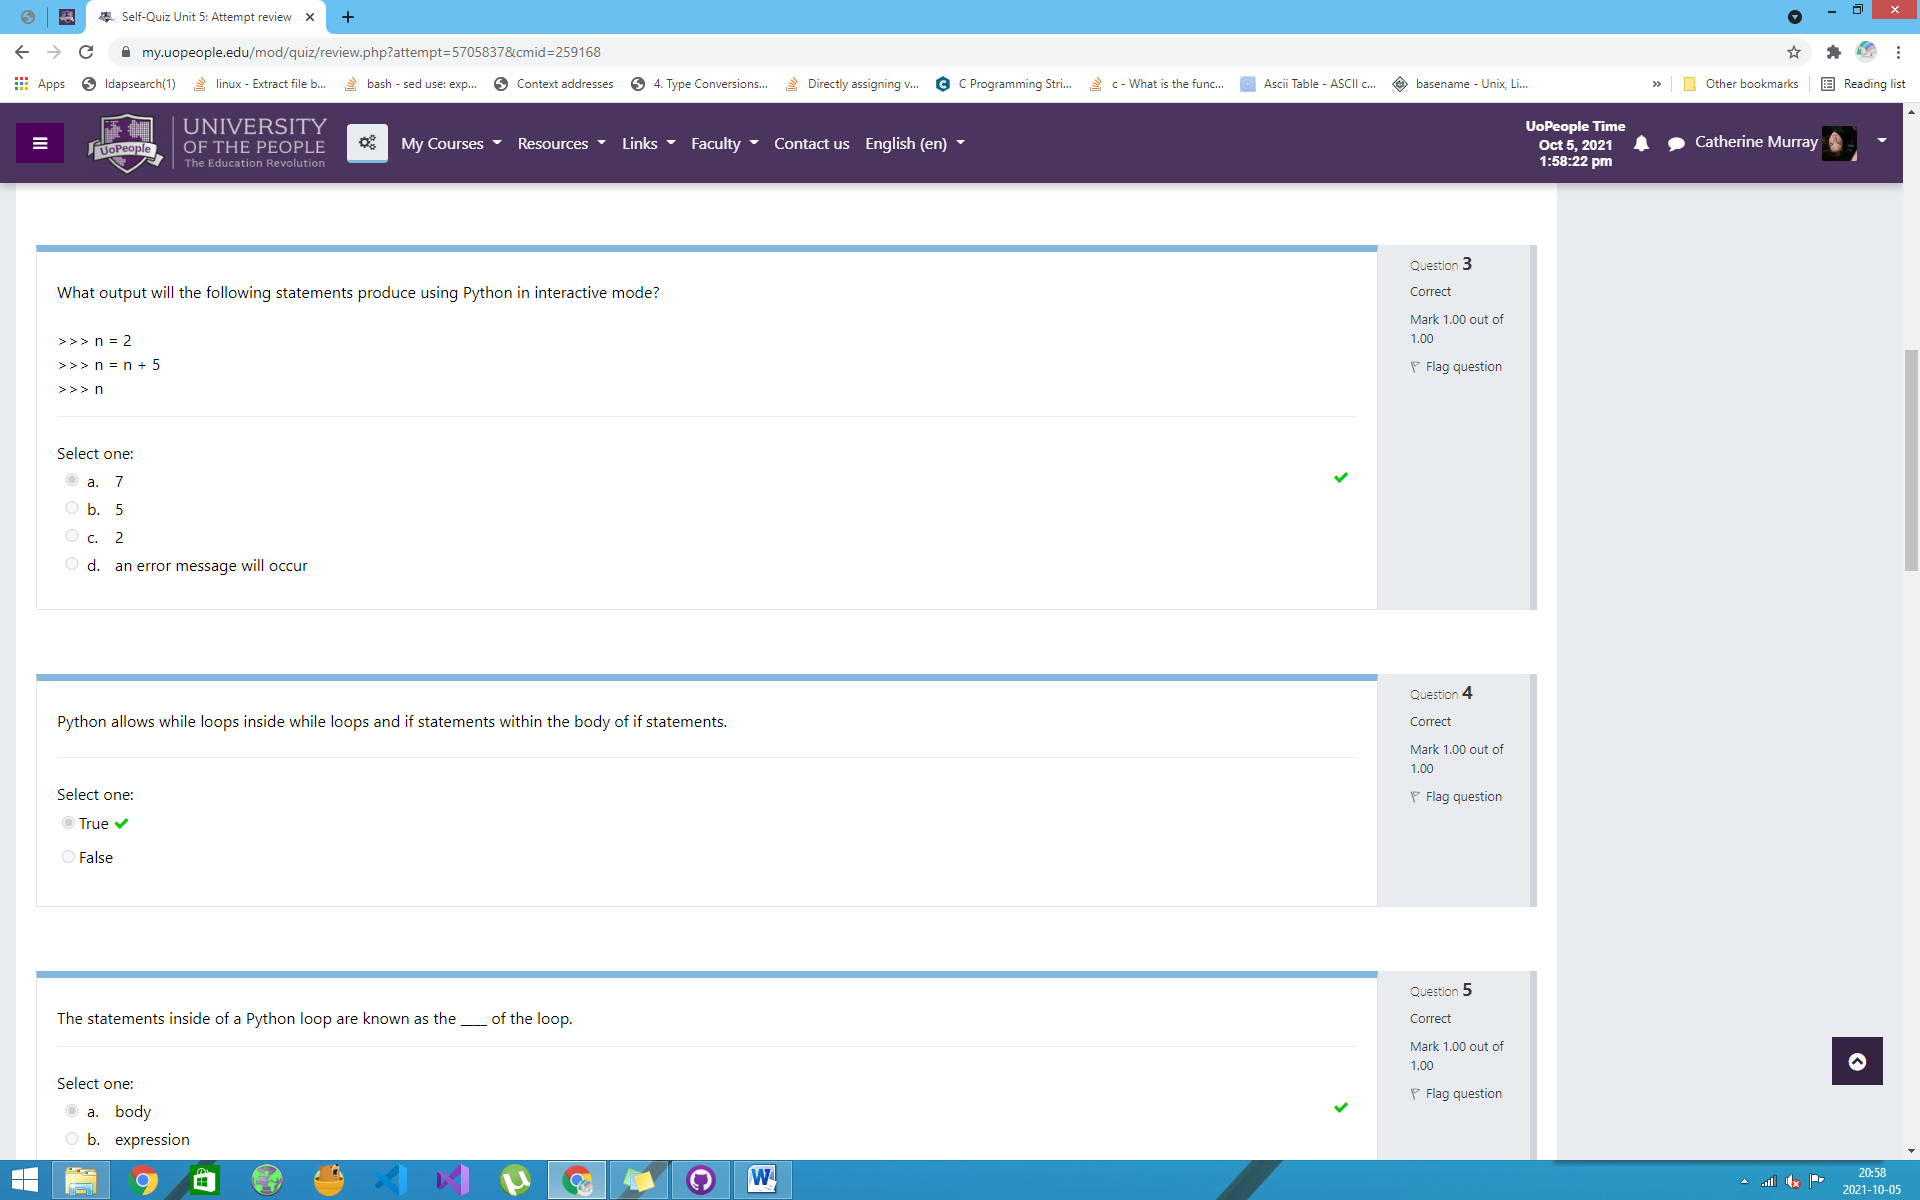 Self-Quiz Unit 5: Attempt review
my.uopeople.edu/mod/quiz/review.php?attempt=5705837&cmid=259168
Apps ldapsearch(1) linux - Extract file b... bash - sed use: exp... Context addresses 4. Type Conversions... Directly assigning v... C Programming Stri... c - What is the func... Ascii Table - ASCII c... basename - Unix, Li... » Other bookmarks Reading list
UoPeople
UNIVERSITY
OF THE PEOPLE
The Education Revolution
My Courses Resources Links Faculty Contact us English (en)
UoPeople Time
Oct 5, 2021
1:58:22 pm
Catherine Murray
Question 3
Correct
Mark 1.00 out of
1.00
Flag question
What output will the following statements produce using Python in interactive mode?
>>> n = 2
>>> n = n + 5
>>> n
Select one:
a. 7
b. 5
c. 2
d. an error message will occur
Question 4
Correct
Mark 1.00 out of
1.00
Flag question
Python allows while loops inside while loops and if statements within the body of if statements.
Select one:
True
False
Question 5
Correct
Mark 1.00 out of
1.00
Flag question
The statements inside of a Python loop are known as the ____ of the loop.
Select one:
a. body
b. expression
20:58
2021-10-05